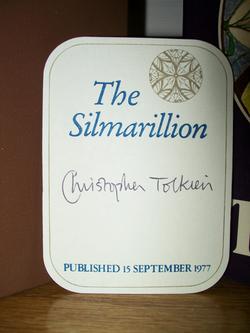 The
Silmarillion
Christopher Tolkien
PUBLISHED 15 SEPTEMBER 1977